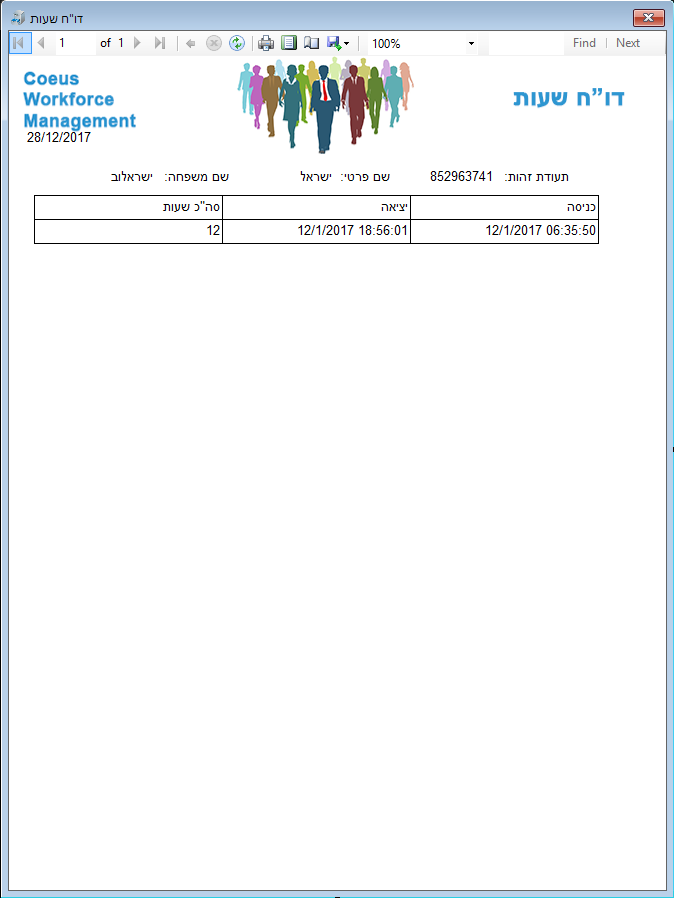 דו"ח שעות
1 of 1 100% Find | Next
Coeus
Workforce
Management
28/12/2017
דו"ח שעות
תעודת זהות: 852963741 שם פרטי: ישראל שם משפחה: ישראלוב
כניסה יציאה סה"כ שעות
12/1/2017 06:35:50 12/1/2017 18:56:01 12